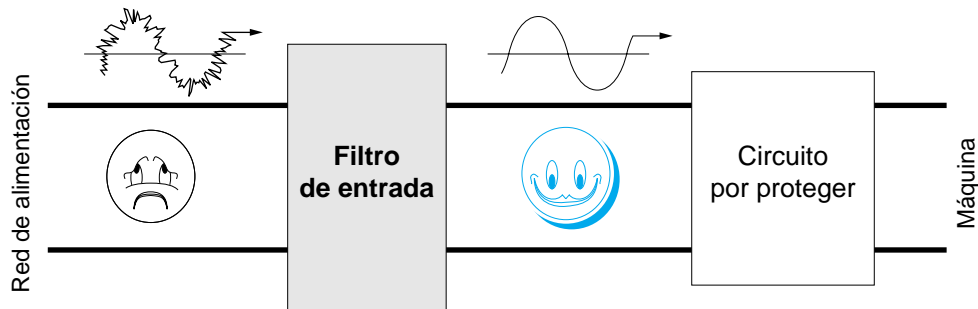 Red de alimentación
Filtro
de entrada
Circuito
por proteger
Máquina